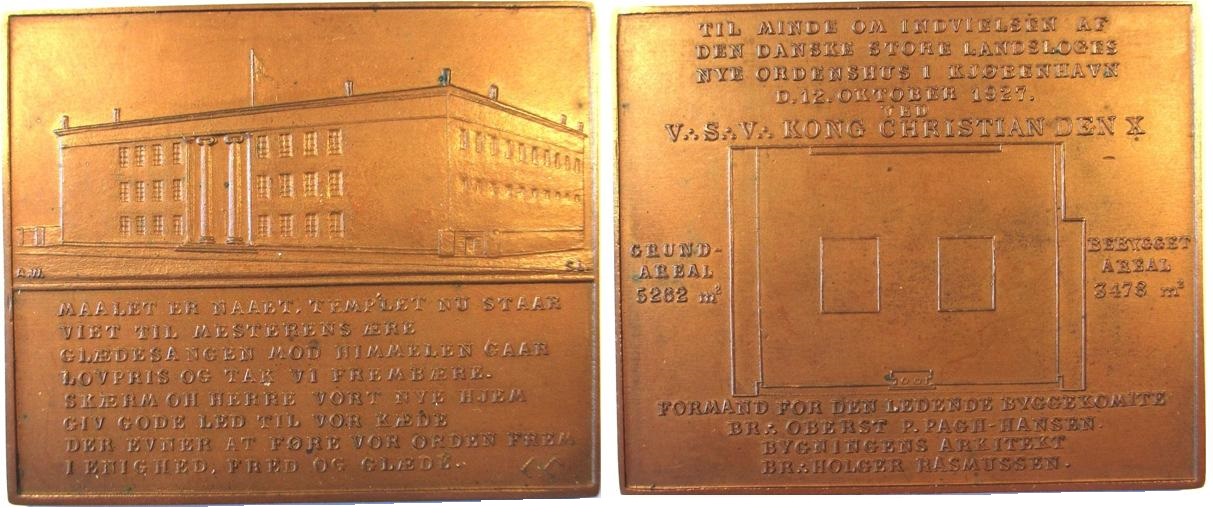 A.W.
S.L.
MAALET ER NAAET, TEMPLET NU STAAR
VIET TIL MESTERENS ÆRE
GLÆDESANGEN MOD HIMMELEN GAAR
LOVPRIS OG TAK VI FREMBÆRE.
SKÆRM OH HERRE VORT NYE HJEM
GIV GODE LED TIL VOR KÆDE
DER EVNER AT FØRE VOR ORDEN FREM
I ENIGHED, FRED OG GLÆDE.
TIL MINDE OM INDVIELSEN AF
DEN DANSKE STORE LANDSLOGES
NYE ORDENSHUS I KJØBENHAVN
D.12.OKTOBER 1927.
VED
V∴S∴V∴ KONG CHRISTIAN DEN X
GRUND-
AREAL
5262 m²
BEBYGGET
AREAL
3478 m²
FORMAND FOR DEN LEDENDE BYGGEKOMITE
BR∴ OBERST P. PAGH-HANSEN.
BYGNINGENS ARKITEKT
BR∴HOLGER RASMUSSEN.